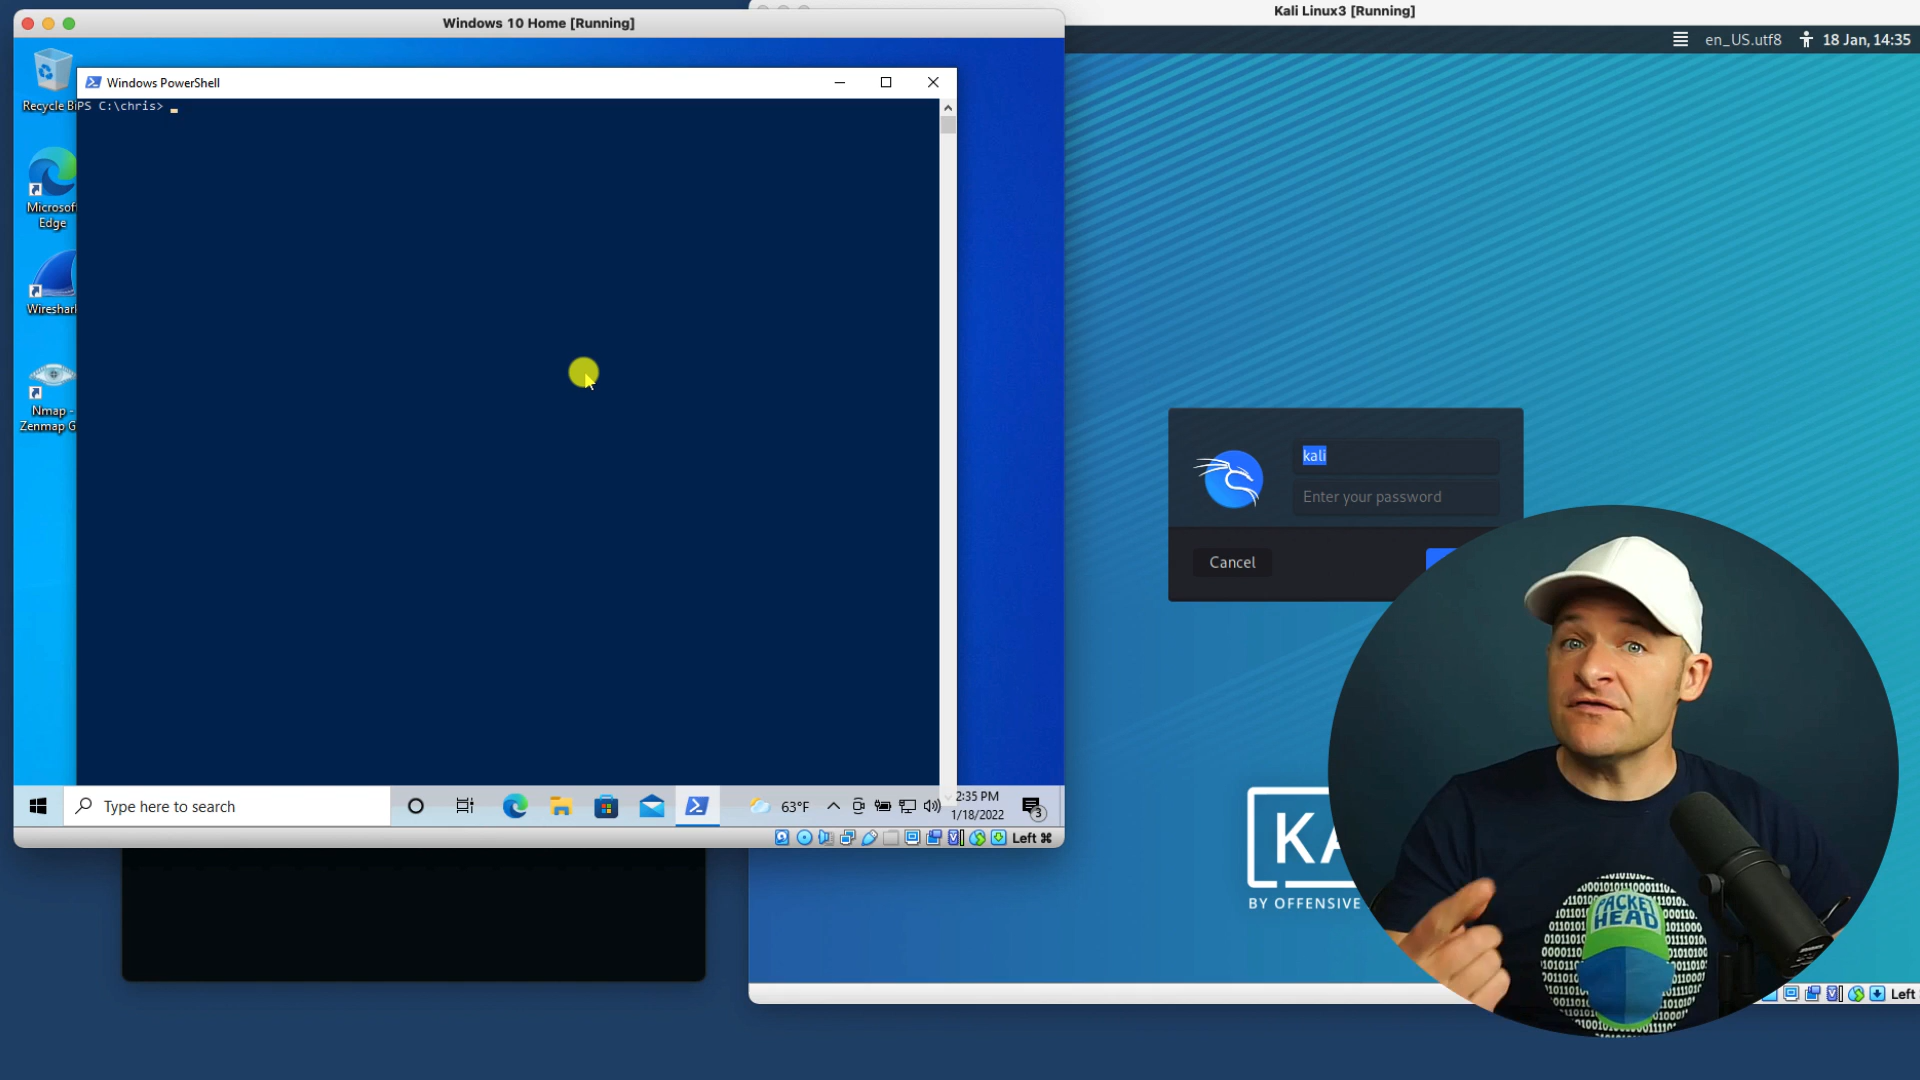 Windows 10 Home [Running]
Kali Linux3 [Running]
en_US.utf8
18 Jan, 14:35
Windows PowerShell
PS C:\chris>
Recycle Bi
Microsof
Edge
Wireshar
Nmap -
Zenmap G
kali
Enter your password
Cancel
KA
BY OFFENSIVE
Type here to search
63°F
2:35 PM
1/18/2022
3
Left ⌘
Left
PACKET
HEAD